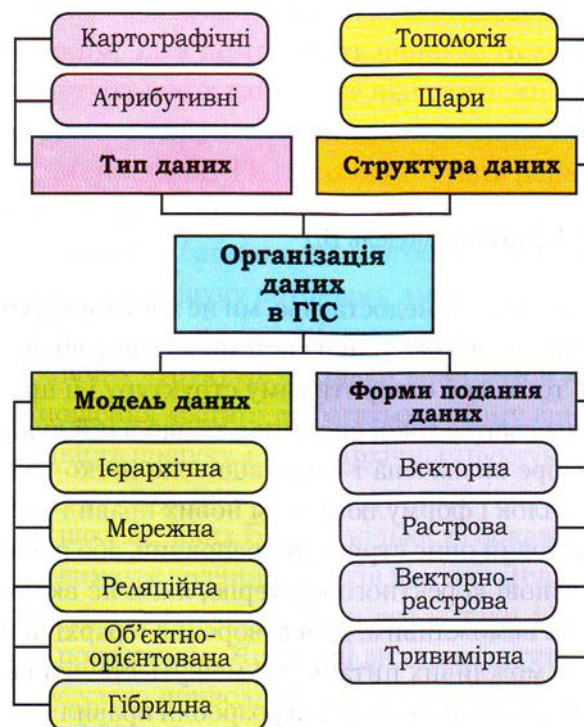 Картографічні
Атрибутивні
Тип даних
Топологія
Шари
Структура даних
Організація
даних
в ГІС
Модель даних
Ієрархічна
Мережна
Реляційна
Об’єктно-
орієнтована
Гібридна
Форми подання
даних
Векторна
Растрова
Векторно-
растрова
Тривимірна